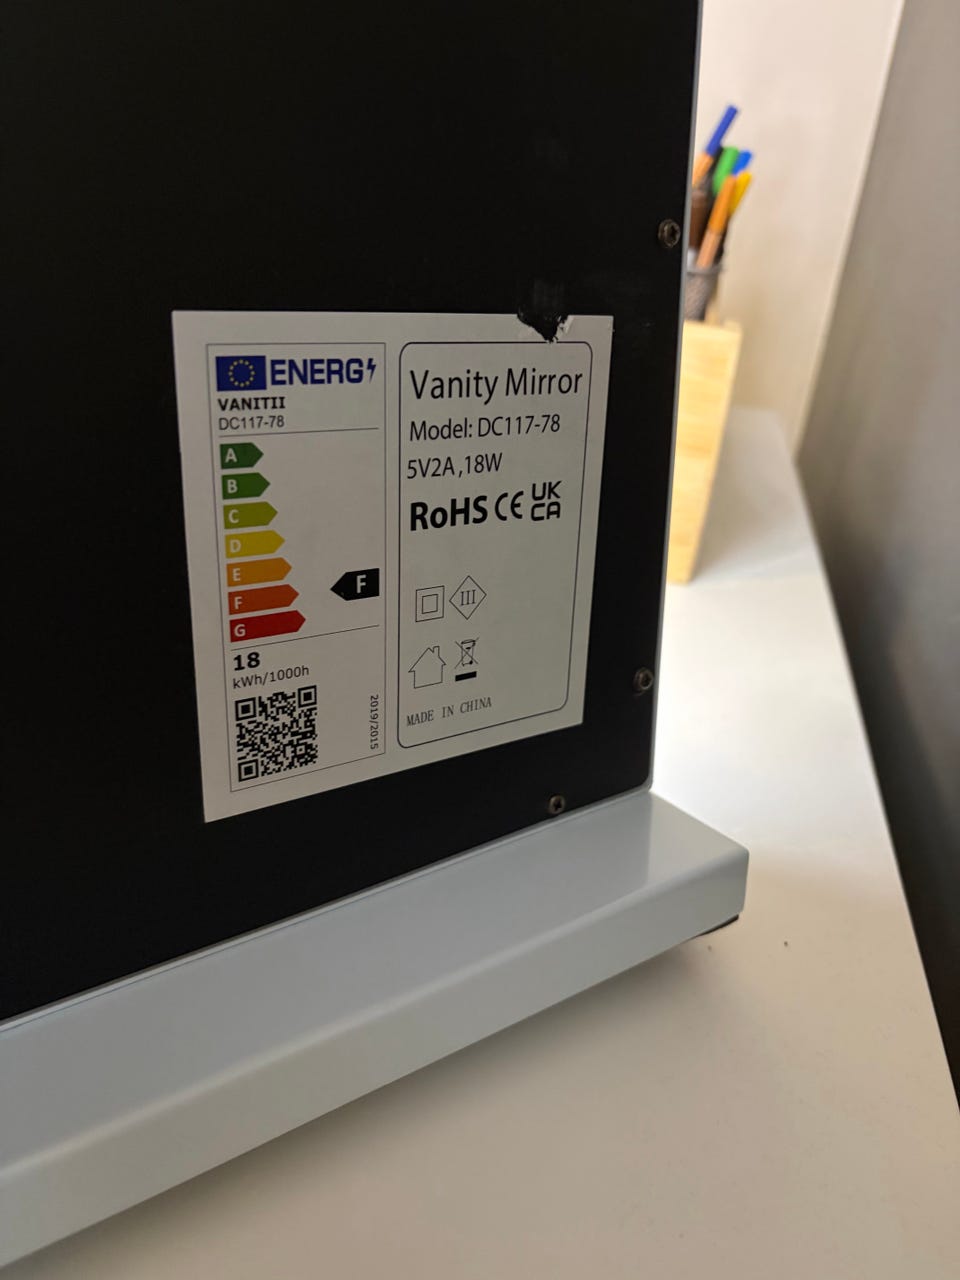 ENERG
VANITII
DC117-78
A
B
C
D
E
F
G
F
18
kWh/1000h
2019/2015
Vanity Mirror
Model: DC117-78
5V2A,18W
RoHS CE UK
CA
III
MADE IN CHINA